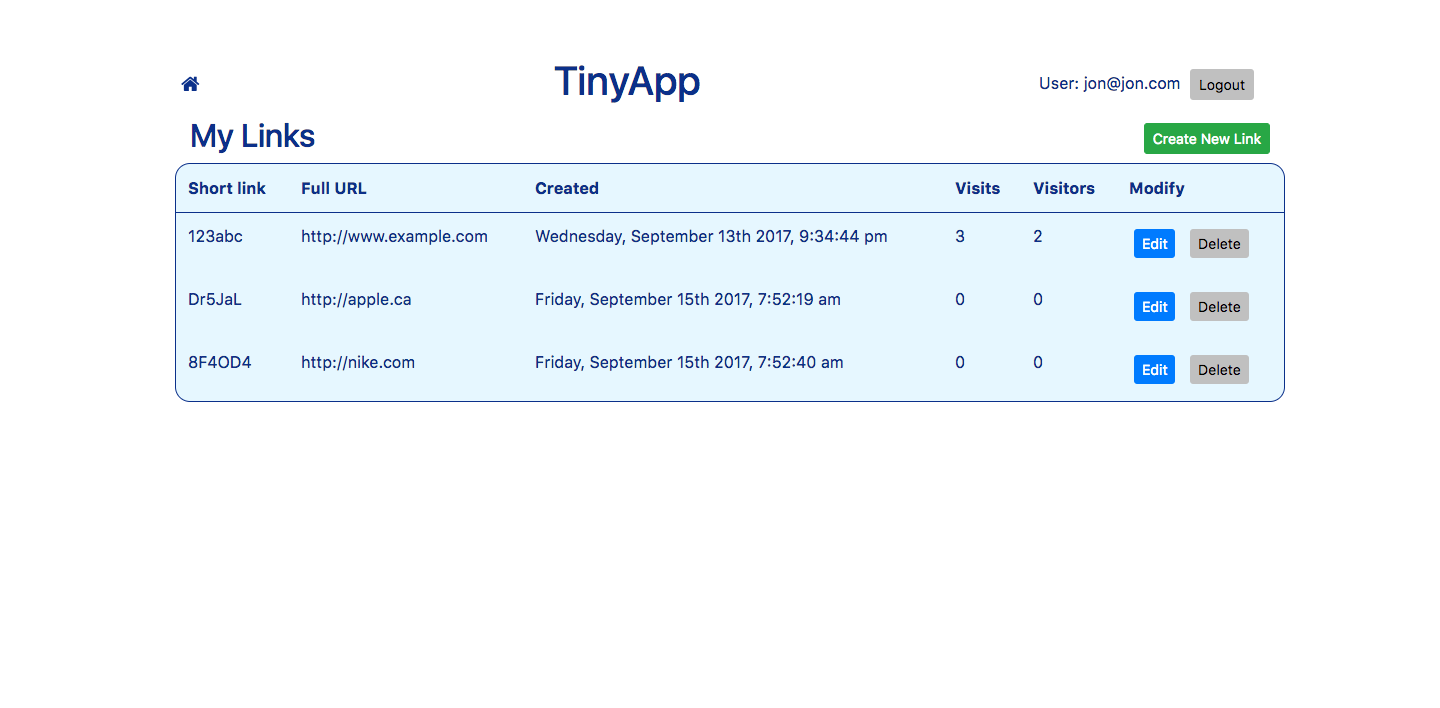 TinyApp
User: jon@jon.com Logout
My Links
Create New Link
Short link Full URL Created Visits Visitors Modify
123abc http://www.example.com Wednesday, September 13th 2017, 9:34:44 pm 3 2 Edit Delete
Dr5JaL http://apple.ca Friday, September 15th 2017, 7:52:19 am 0 0 Edit Delete
8F4OD4 http://nike.com Friday, September 15th 2017, 7:52:40 am 0 0 Edit Delete